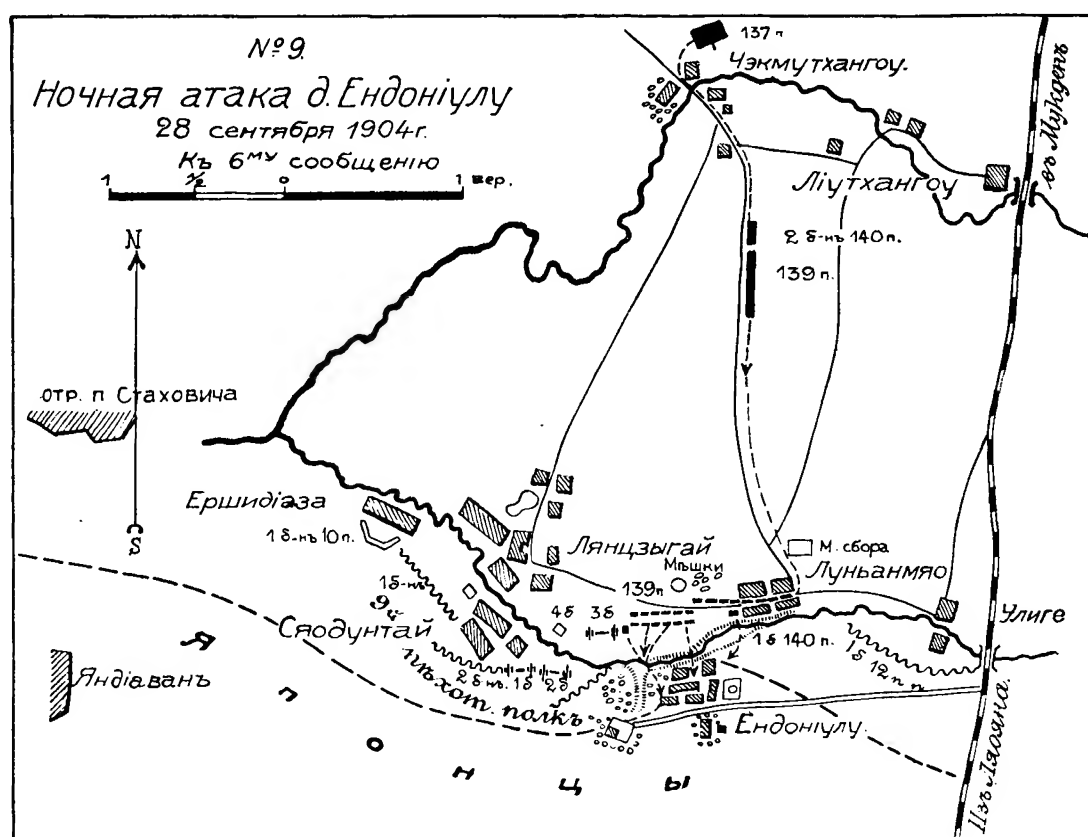 № 9.
Ночная атака д. Ендоніулу
28 сентября 1904 г.
Къ 6му сообщенію
1 ½ 0 1 вер.
N
S
137 п
Чэкмутхангоу.
Ліутхангоу
въ Мукденъ
2 б-нъ 140 п.
139 п.
отр. п Стаховича
Ершидіаза
1 б-нъ 10 п.
Лянцзыгай
Мѣшки
М. сбора
Луньанмяо
139 п
4 б 3 б
1 б-нъ
9й
Сяодунтай
2 б-нъ 1 б 2 б
пѣхот. полкъ
1 б 140 п.
1 б 12 п п
Улиге
Яндіаванъ
Ендоніулу
Изъ Ляояна
Японцы